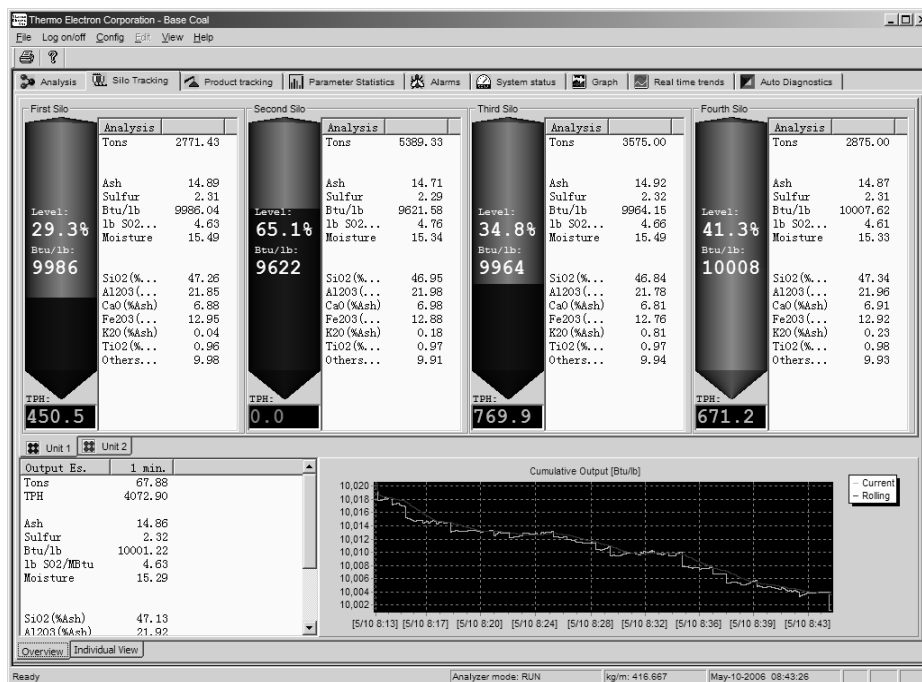 Thermo Electron Corporation - Base Coal
File Log on/off Config Edit View Help
Analysis Silo Tracking Product tracking Parameter Statistics Alarms System status Graph Real time trends Auto Diagnostics
First Silo
Analysis
Tons 2771.43
Ash 14.89
Sulfur 2.31
Btu/lb 9986.04
lb SO2... 4.63
Moisture 15.49
SiO2(%... 47.26
Al2O3(... 21.85
CaO(%Ash) 6.88
Fe2O3(... 12.95
K2O(%Ash) 0.04
TiO2(%... 0.96
Others... 9.98
Level:
29.3%
Btu/lb:
9986
TPH:
450.5
Second Silo
Analysis
Tons 5389.33
Ash 14.71
Sulfur 2.29
Btu/lb 9621.58
lb SO2... 4.76
Moisture 15.34
SiO2(%... 46.95
Al2O3(... 21.98
CaO(%Ash) 6.98
Fe2O3(... 12.88
K2O(%Ash) 0.18
TiO2(%... 0.97
Others... 9.91
Level:
65.1%
Btu/lb:
9622
TPH:
0.0
Third Silo
Analysis
Tons 3575.00
Ash 14.92
Sulfur 2.32
Btu/lb 9964.15
lb SO2... 4.66
Moisture 15.49
SiO2(%... 46.84
Al2O3(... 21.78
CaO(%Ash) 6.81
Fe2O3(... 12.76
K2O(%Ash) 0.81
TiO2(%... 0.97
Others... 9.94
Level:
34.8%
Btu/lb:
9964
TPH:
769.9
Fourth Silo
Analysis
Tons 2875.00
Ash 14.87
Sulfur 2.31
Btu/lb 10007.62
lb SO2... 4.61
Moisture 15.33
SiO2(%... 47.34
Al2O3(... 21.96
CaO(%Ash) 6.91
Fe2O3(... 12.92
K2O(%Ash) 0.23
TiO2(%... 0.98
Others... 9.93
Level:
41.3%
Btu/lb:
10008
TPH:
671.2
Unit 1 Unit 2
Output Es. 1 min.
Tons 67.88
TPH 4072.90
Ash 14.86
Sulfur 2.32
Btu/lb 10001.22
lb SO2/MBtu 4.63
Moisture 15.29
SiO2(%Ash) 47.13
Al2O3(%Ash) 21.92
Cumulative Output [Btu/lb]
10,020
10,018
10,016
10,014
10,012
10,010
10,008
10,006
10,004
10,002
[5/10 8:13] [5/10 8:17] [5/10 8:20] [5/10 8:24] [5/10 8:28] [5/10 8:32] [5/10 8:36] [5/10 8:39] [5/10 8:43]
Current
Rolling
Overview Individual View
Ready Analyzer mode: RUN kg/m: 416.667 May-10-2006 08:43:26